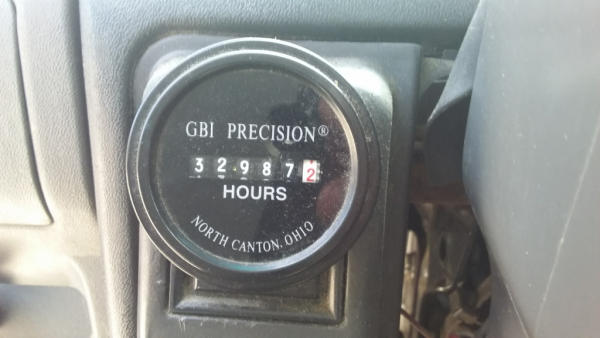 GBI PRECISION®
329872
HOURS
NORTH CANTON, OHIO